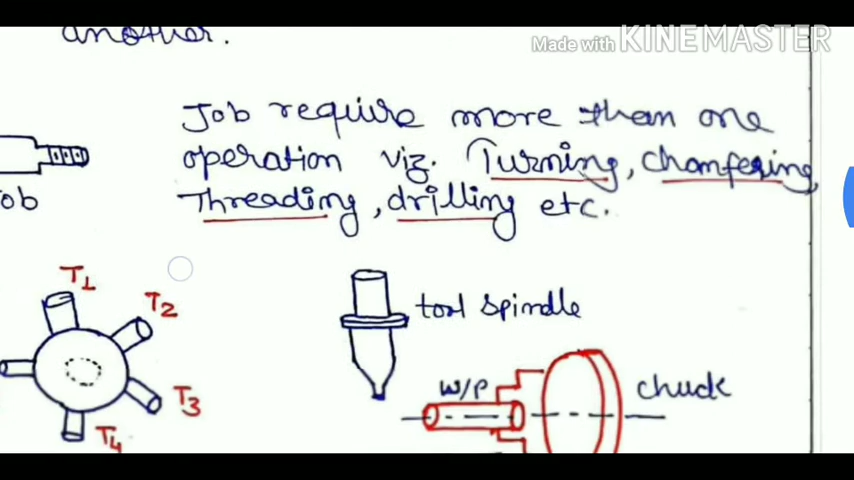 another.
Made with KINEMASTER
Job require more than one
operation viz. Turning, chamfering,
Threading, drilling etc.
ob
T1
T2
tool spindle
T3
W/P
chuck
T4